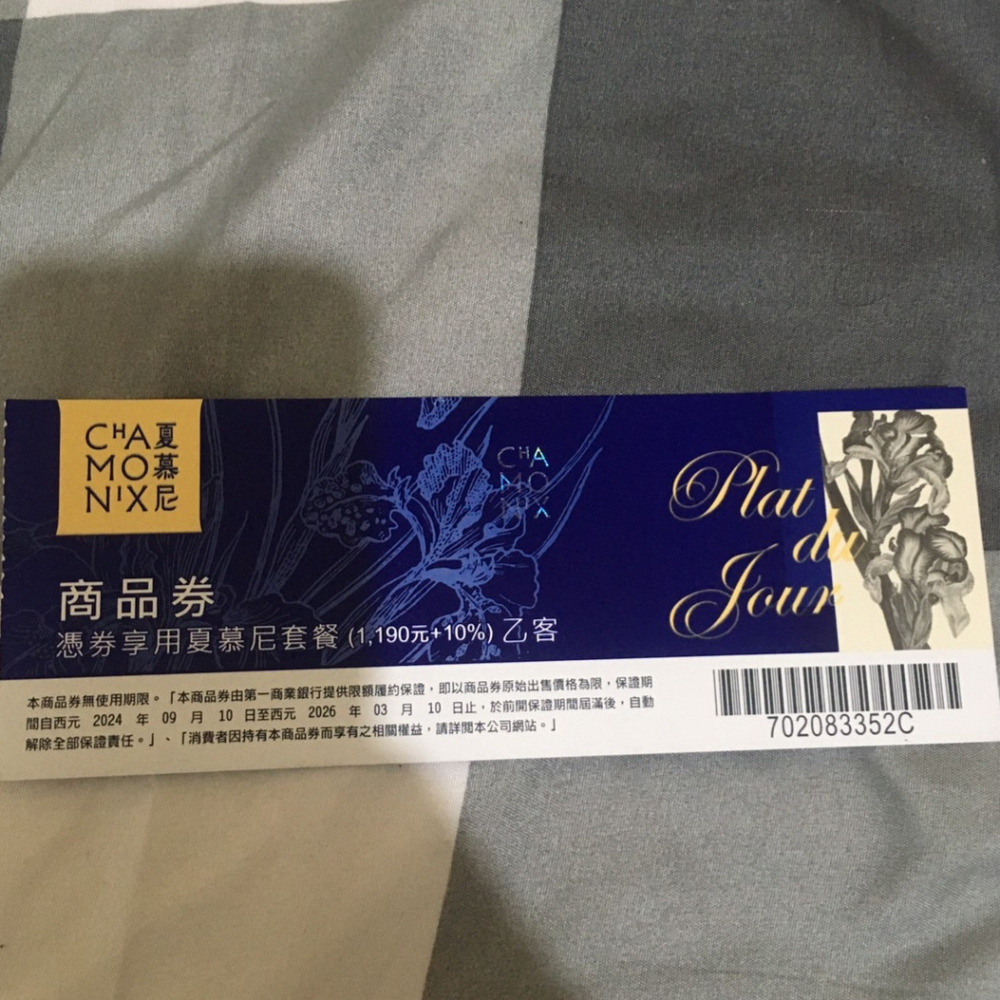 CHA夏
MO慕
NIX尼
CHA
MO
NIX
Plat
du
Jour
商品券
憑券享用夏慕尼套餐 (1,190元+10%) 乙客
本商品券無使用期限。「本商品券由第一商業銀行提供限額履約保證，即以商品券原始出售價格為限，保證期
間自西元 2024 年 09 月 10 日至西元 2026 年 03 月 10 日止，於前開保證期間屆滿後，自動
解除全部保證責任。」、「消費者因持有本商品券而享有之相關權益，請詳閱本公司網站。」
702083352C